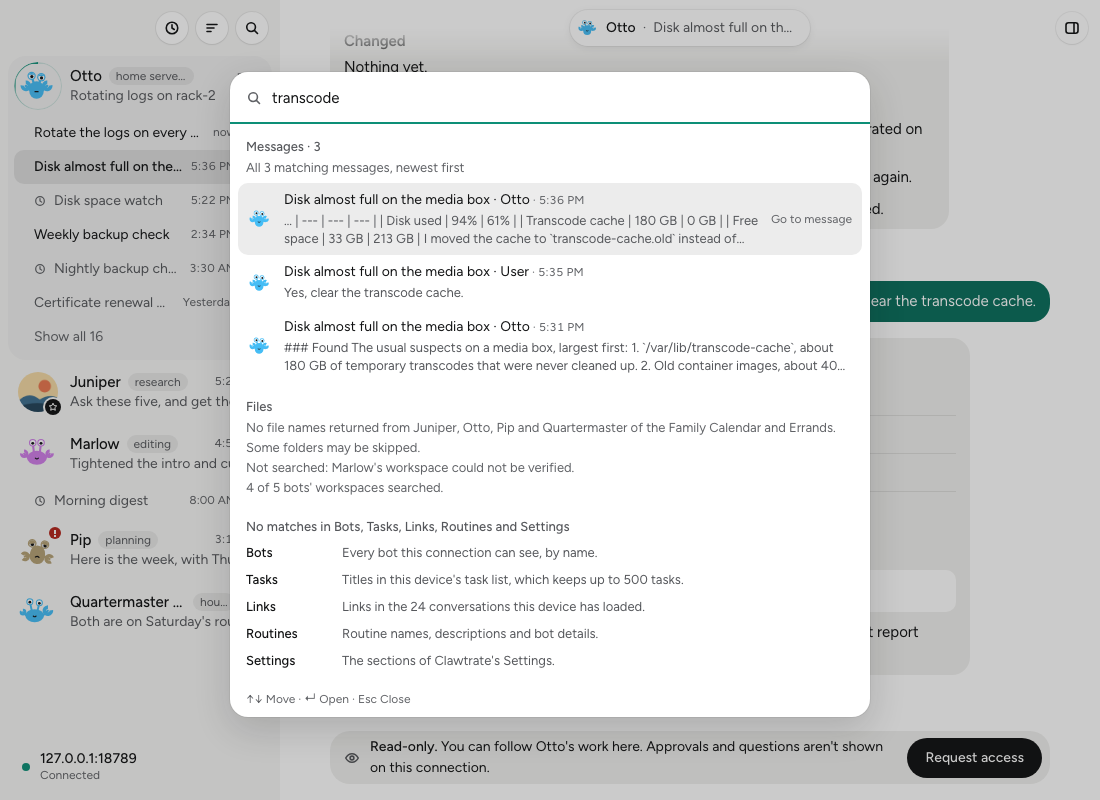 Otto · Disk almost full on th...
Changed
Nothing yet.
Otto home serve...
Rotating logs on rack-2
Rotate the logs on every ...
Disk almost full on the... 5:36 PM
Disk space watch 5:22 PM
Weekly backup check 2:34 PM
Nightly backup ch... 3:30 AM
Certificate renewal ...
Show all 16
Juniper research
Ask these five, and get the
Marlow editing
Tightened the intro and
Morning digest 8:00 AM
Pip planning
Here is the week, with
Quartermaster ... hou...
Both are on Saturday's
127.0.0.1:18789
Connected
transcode
Messages · 3
All 3 matching messages, newest first
Disk almost full on the media box · Otto · 5:36 PM
... | --- | --- | --- | | Disk used | 94% | 61% | | Transcode cache | 180 GB | 0 GB | | Free
space | 33 GB | 213 GB | I moved the cache to `transcode-cache.old` instead of...
Go to message
Disk almost full on the media box · User · 5:35 PM
Yes, clear the transcode cache.
Disk almost full on the media box · Otto · 5:31 PM
### Found The usual suspects on a media box, largest first: 1. `/var/lib/transcode-cache`, about
180 GB of temporary transcodes that were never cleaned up. 2. Old container images, about 40...
Files
No file names returned from Juniper, Otto, Pip and Quartermaster of the Family Calendar and Errands.
Some folders may be skipped.
Not searched: Marlow's workspace could not be verified.
4 of 5 bots' workspaces searched.
No matches in Bots, Tasks, Links, Routines and Settings
Bots Every bot this connection can see, by name.
Tasks Titles in this device's task list, which keeps up to 500 tasks.
Links Links in the 24 conversations this device has loaded.
Routines Routine names, descriptions and bot details.
Settings The sections of Clawtrate's Settings.
↑↓ Move · ↵ Open · Esc Close
on
again.
the transcode cache.
report
Read-only. You can follow Otto's work here. Approvals and questions aren't shown
on this connection.
Request access